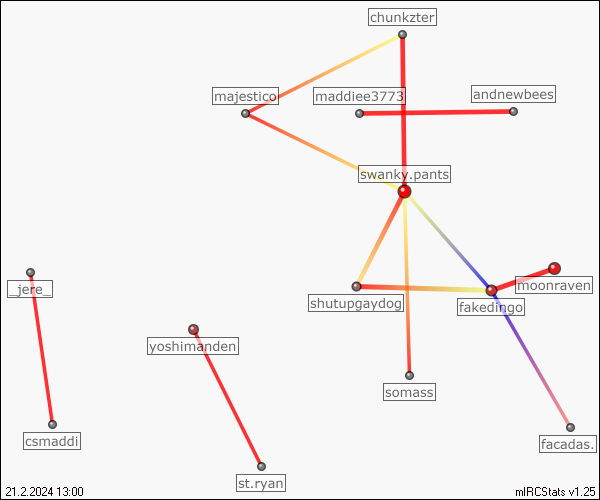 chunkzter
majestico
maddiee3773
andnewbees
swanky.pants
_jere_
moonraven
shutupgaydog
fakedingo
yoshimanden
somass
csmaddi
facadas.
st.ryan
21.2.2024 13:00
mIRCStats v1.25